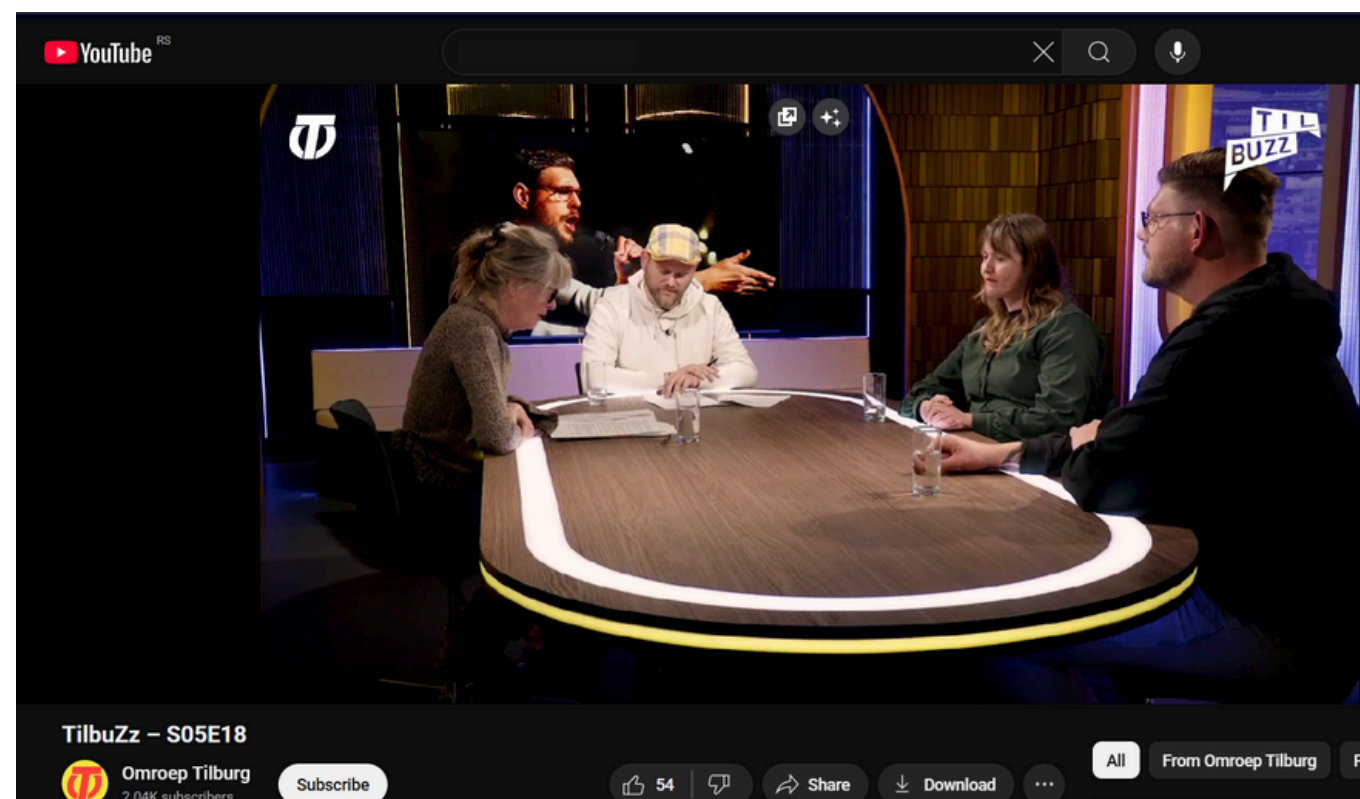 YouTube RS
TIL
BUZZ
TilbuZz – S05E18
Omroep Tilburg
2.04K subscribers
Subscribe
54
Share
Download
All
From Omroep Tilburg